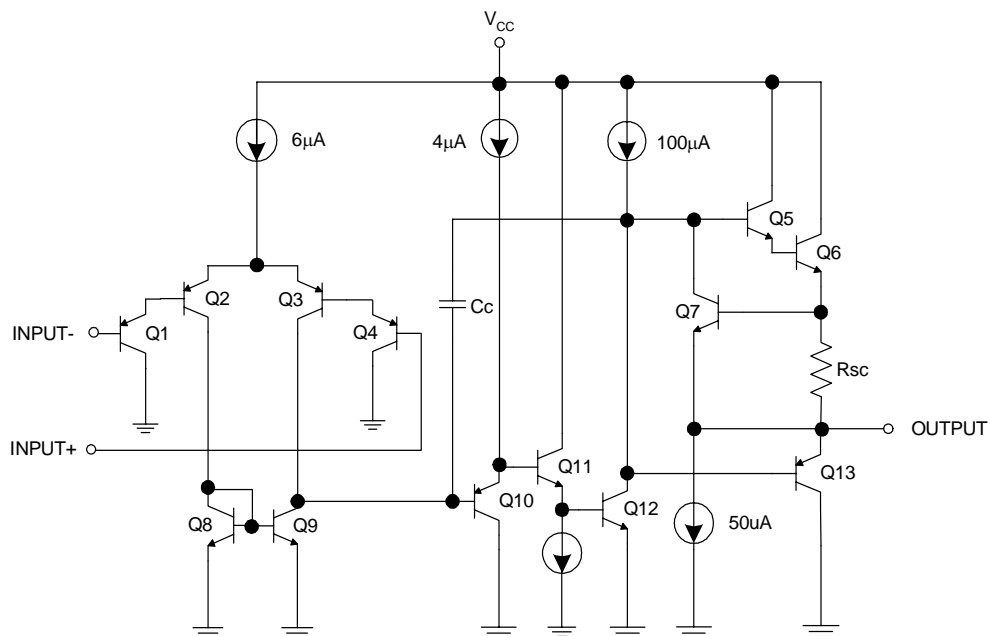 VCC
6μA
4μA
100μA
Q5
Q6
Q2
Q3
Cc
Q7
INPUT-
Q1
Q4
Rsc
INPUT+
OUTPUT
Q11
Q13
Q10
Q12
Q8
Q9
50uA